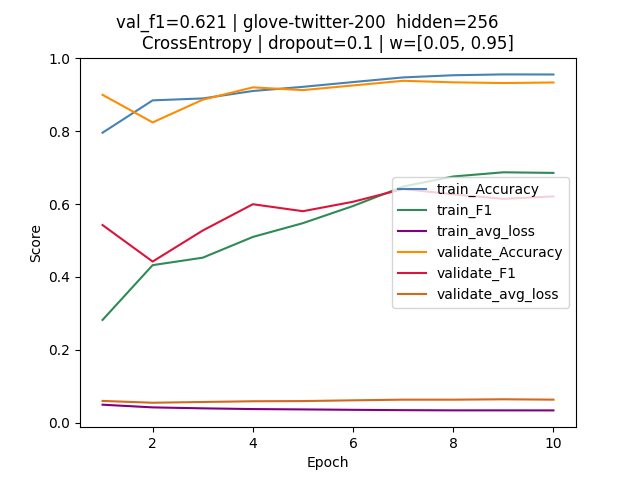 val_f1=0.621 | glove-twitter-200  hidden=256
CrossEntropy | dropout=0.1 | w=[0.05, 0.95]
1.0
0.8
0.6
0.4
0.2
0.0
Score
train_Accuracy
train_F1
train_avg_loss
validate_Accuracy
validate_F1
validate_avg_loss
2 4 6 8 10
Epoch